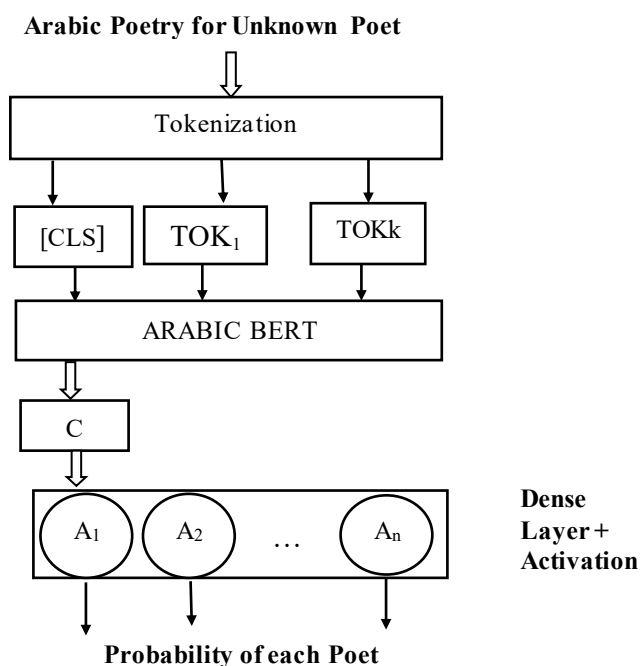 Arabic Poetry for Unknown Poet
Tokenization
[CLS]
TOK₁
TOKk
ARABIC BERT
C
A₁
A₂
…
Aₙ
Dense
Layer +
Activation
Probability of each Poet